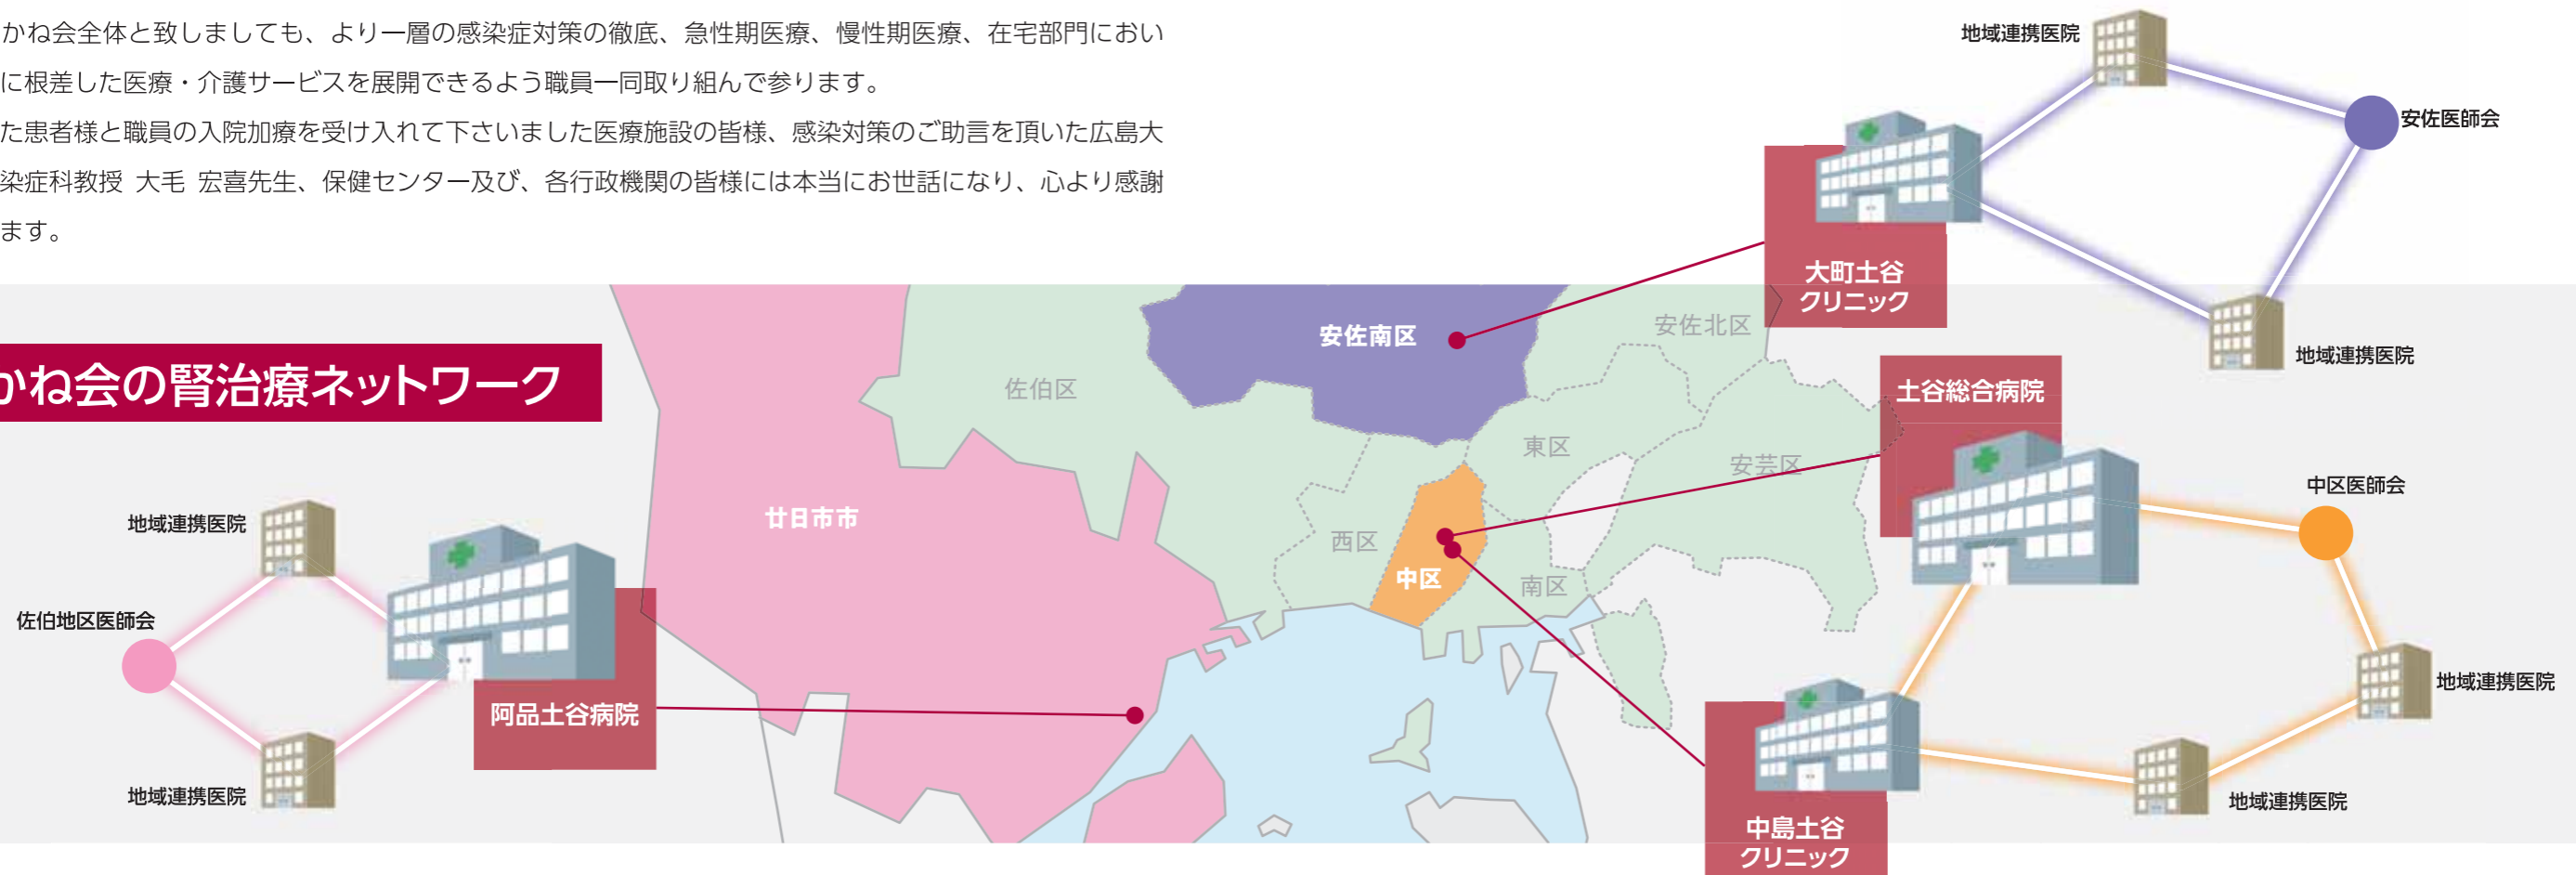 かね会全体と致しましても、より一層の感染症対策の徹底、急性期医療、慢性期医療、在宅部門におい
に根差した医療・介護サービスを展開できるよう職員一同取り組んで参ります。
た患者様と職員の入院加療を受け入れて下さいました医療施設の皆様、感染対策のご助言を頂いた広島大
染症科教授 大毛 宏喜先生、保健センター及び、各行政機関の皆様には本当にお世話になり、心より感謝
ます。
かね会の腎治療ネットワーク
地域連携医院
佐伯地区医師会
地域連携医院
阿品土谷病院
廿日市市
佐伯区
安佐南区
安佐北区
東区
安芸区
西区
中区
南区
地域連携医院
安佐医師会
大町土谷
クリニック
地域連携医院
土谷総合病院
中区医師会
地域連携医院
地域連携医院
中島土谷
クリニック